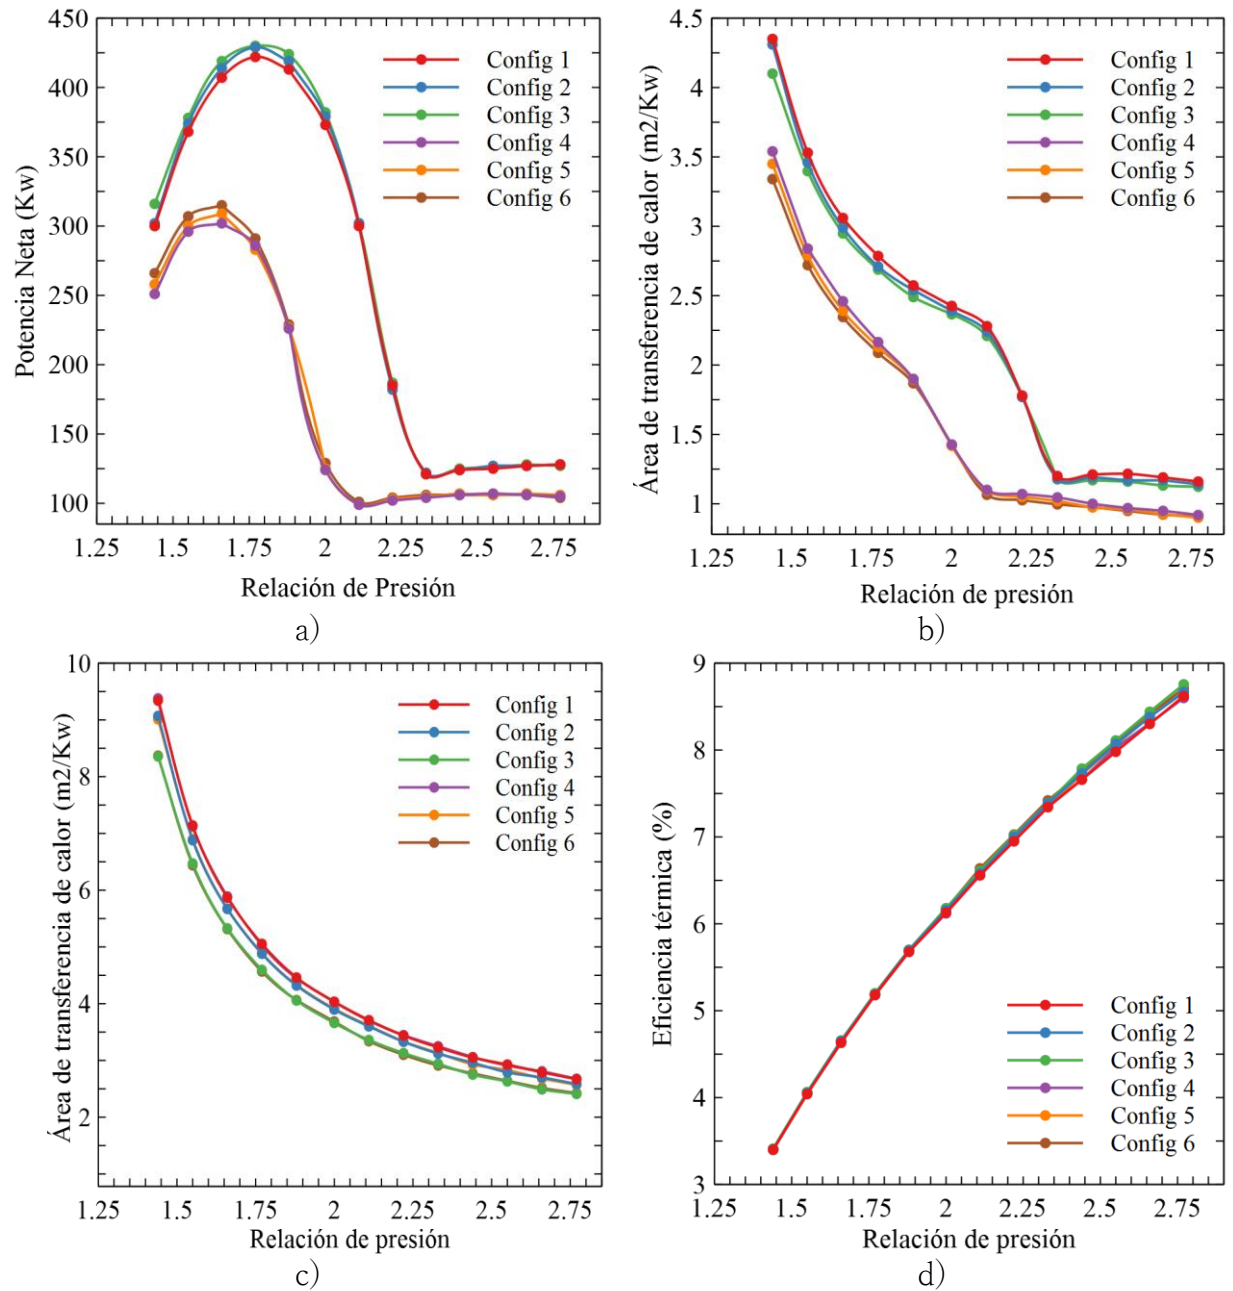 450
400
350
300
250
200
150
100
Potencia Neta (Kw)
Config 1
Config 2
Config 3
Config 4
Config 5
Config 6
1.25 1.5 1.75 2 2.25 2.5 2.75
Relación de Presión
a)
4.5
4
3.5
3
2.5
2
1.5
1
Área de transferencia de calor (m2/Kw)
Config 1
Config 2
Config 3
Config 4
Config 5
Config 6
1.25 1.5 1.75 2 2.25 2.5 2.75
Relación de presión
b)
10
8
6
4
2
Área de transferencia de calor (m2/Kw)
Config 1
Config 2
Config 3
Config 4
Config 5
Config 6
1.25 1.5 1.75 2 2.25 2.5 2.75
Relación de presión
c)
9
8
7
6
5
4
3
Eficiencia térmica (%)
Config 1
Config 2
Config 3
Config 4
Config 5
Config 6
1.25 1.5 1.75 2 2.25 2.5 2.75
Relación de presión
d)